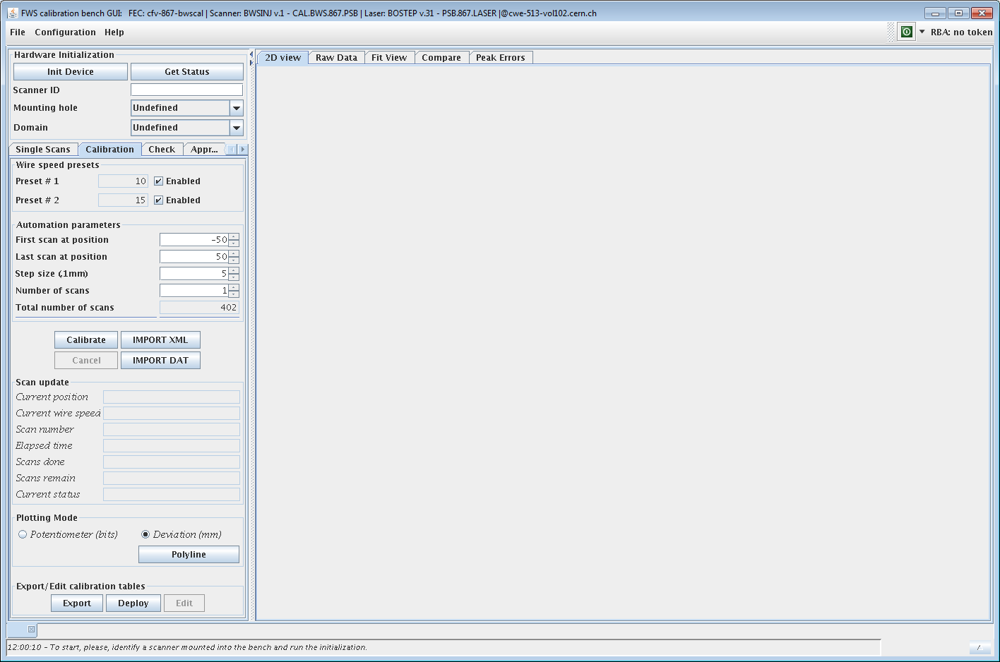 FWS calibration bench GUI: FEC: cfv-867-bwscal | Scanner: BWSINJ v.1 - CAL.BWS.867.PSB | Laser: BOSTEP v.31 - PSB.867.LASER |@cwe-513-vol102.cern.ch
File Configuration Help
RBA: no token
Hardware Initialization
Init Device Get Status
Scanner ID
Mounting hole Undefined
Domain Undefined
Single Scans Calibration Check Appr...
2D view Raw Data Fit View Compare Peak Errors
Wire speed presets
Preset # 1 10 Enabled
Preset # 2 15 Enabled
Automation parameters
First scan at position -50
Last scan at position 50
Step size (.1mm) 5
Number of scans 1
Total number of scans 402
Calibrate IMPORT XML
Cancel IMPORT DAT
Scan update
Current position
Current wire speed
Scan number
Elapsed time
Scans done
Scans remain
Current status
Plotting Mode
Potentiometer (bits) Deviation (mm)
Polyline
Export/Edit calibration tables
Export Deploy Edit
12:00:10 - To start, please, identify a scanner mounted into the bench and run the initialization.